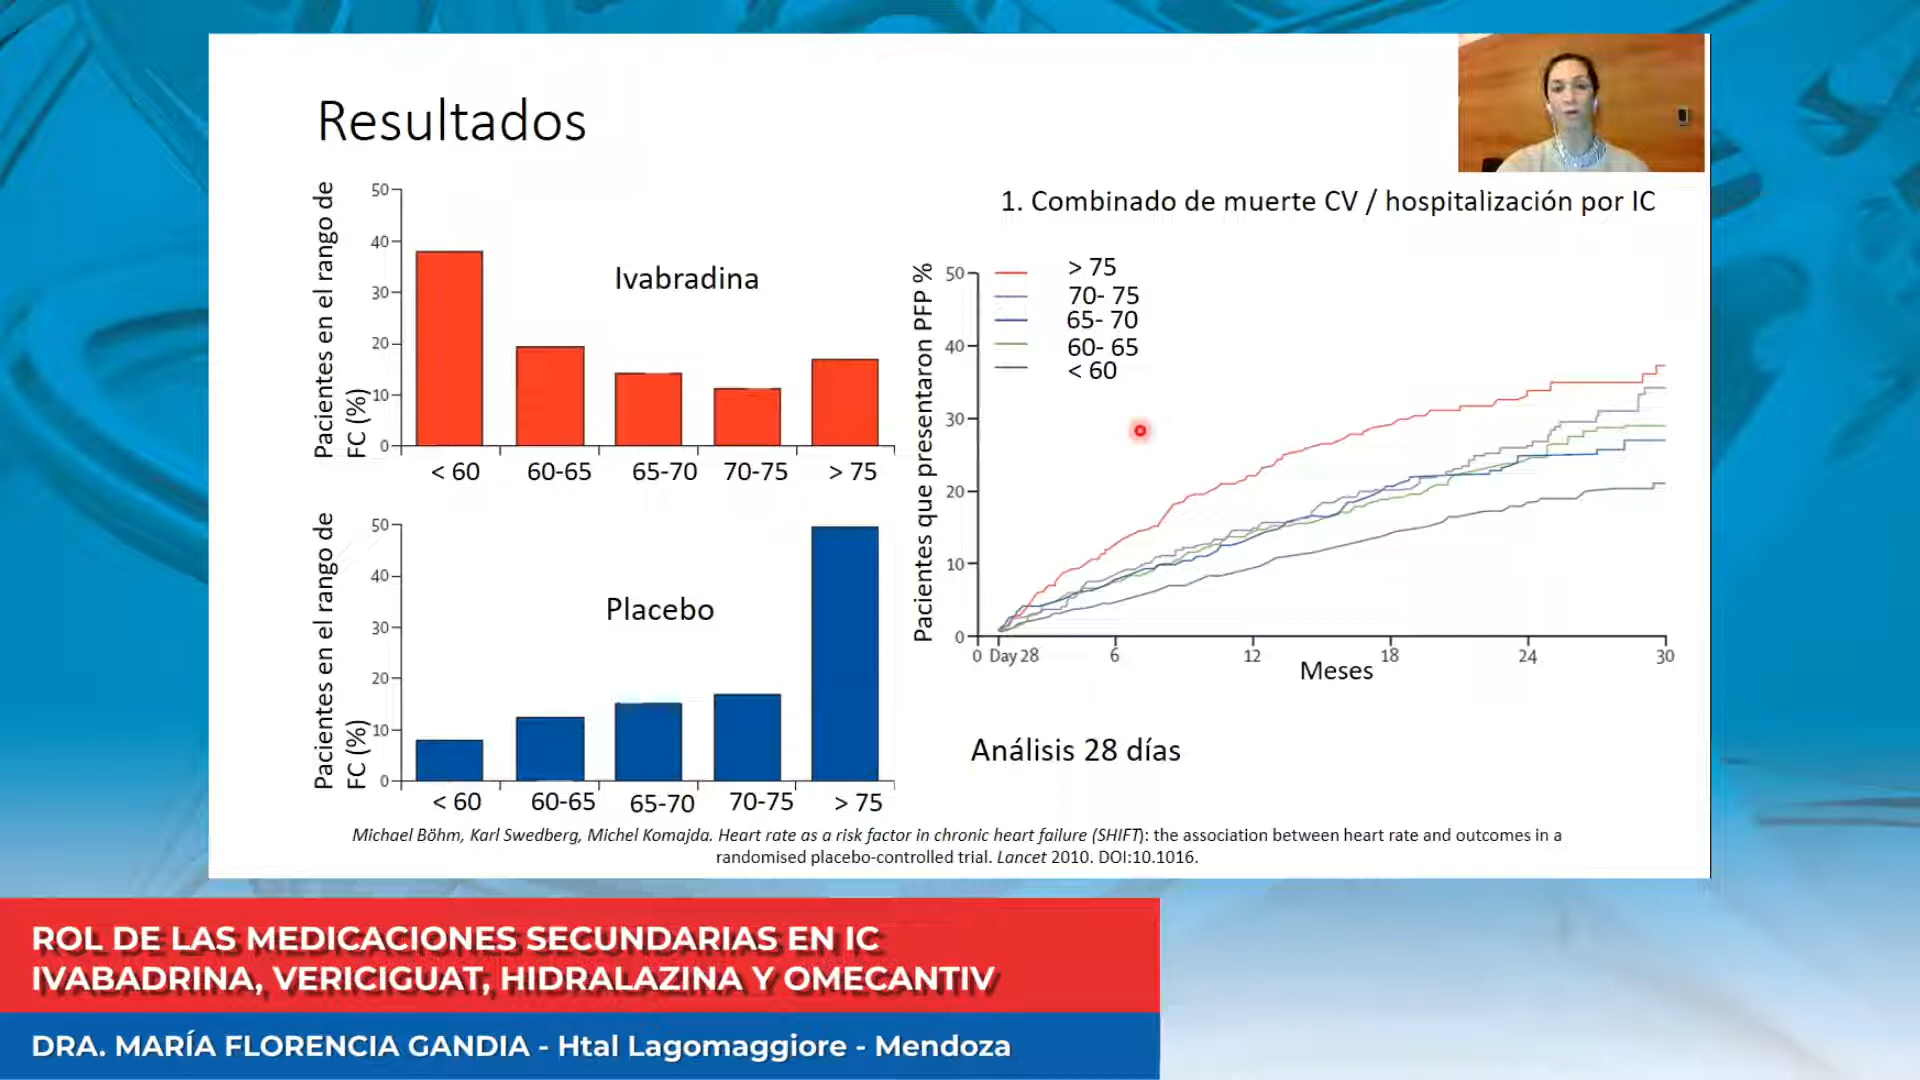 Resultados
Pacientes en el rango de
FC (%)
50
40
30
20
10
0
Ivabradina
< 60
60-65
65-70
70-75
> 75
Pacientes en el rango de
FC (%)
50
40
30
20
10
0
Placebo
< 60
60-65
65-70
70-75
> 75
1. Combinado de muerte CV / hospitalización por IC
Pacientes que presentaron PFP %
50
40
30
20
10
0
> 75
70- 75
65- 70
60- 65
< 60
0
Day 28
6
12
18
24
30
Meses
Análisis 28 días
Michael Böhm, Karl Swedberg, Michel Komajda. Heart rate as a risk factor in chronic heart failure (SHIFT): the association between heart rate and outcomes in a
randomised placebo-controlled trial. Lancet 2010. DOI:10.1016.
ROL DE LAS MEDICACIONES SECUNDARIAS EN IC
IVABADRINA, VERICIGUAT, HIDRALAZINA Y OMECANTIV
DRA. MARÍA FLORENCIA GANDIA - Htal Lagomaggiore - Mendoza